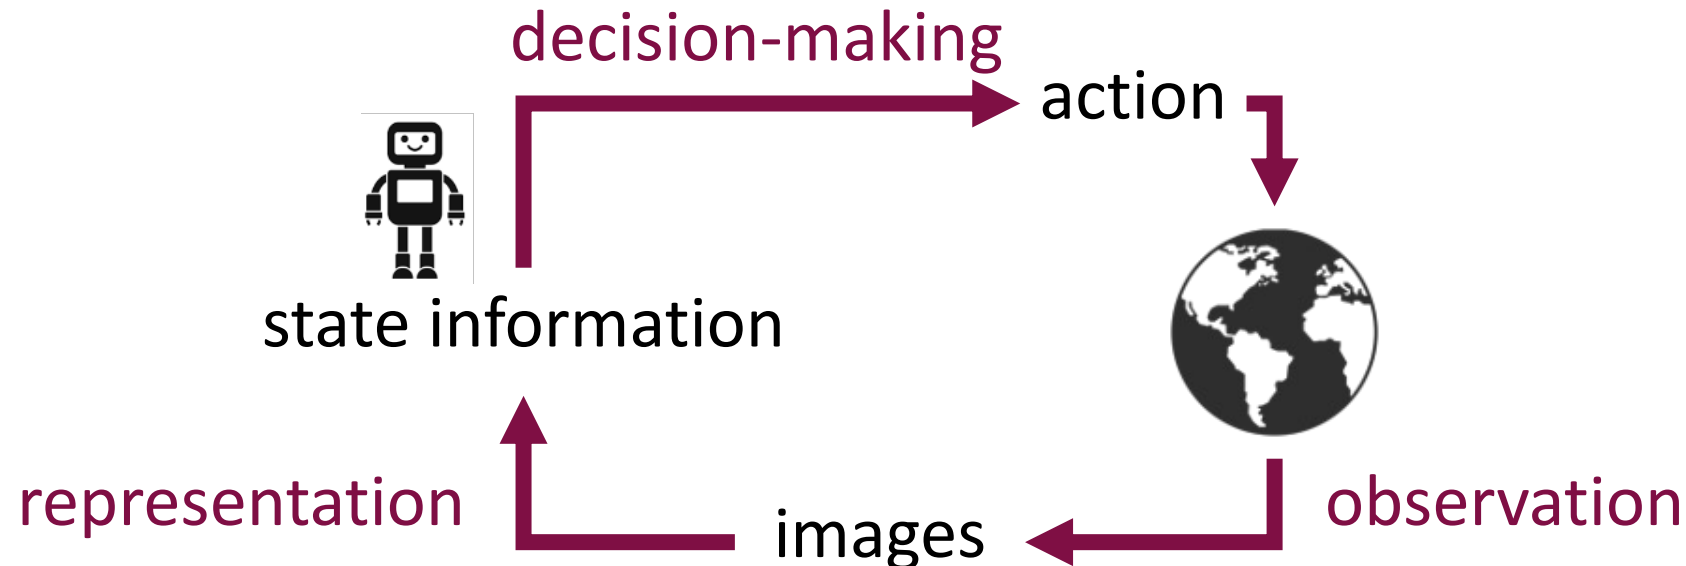 decision-making
action
state information
representation
observation
images